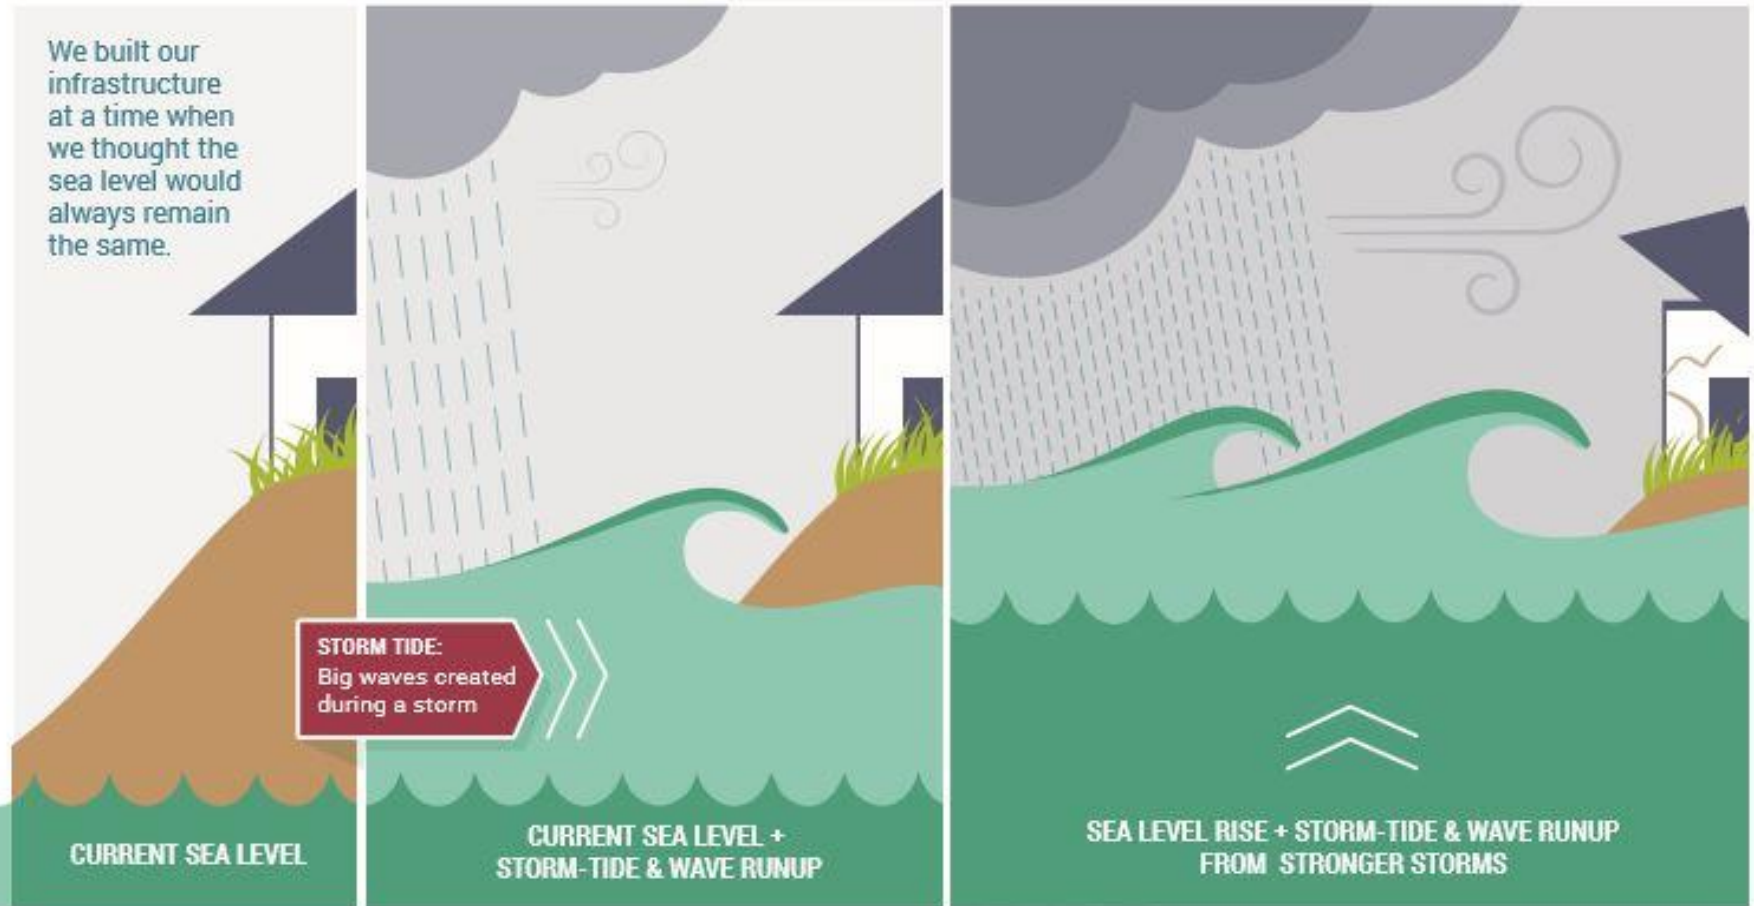 We built our
infrastructure
at a time when
we thought the
sea level would
always remain
the same.
STORM TIDE:
Big waves created
during a storm
CURRENT SEA LEVEL
CURRENT SEA LEVEL +
STORM-TIDE & WAVE RUNUP
SEA LEVEL RISE + STORM-TIDE & WAVE RUNUP
FROM STRONGER STORMS